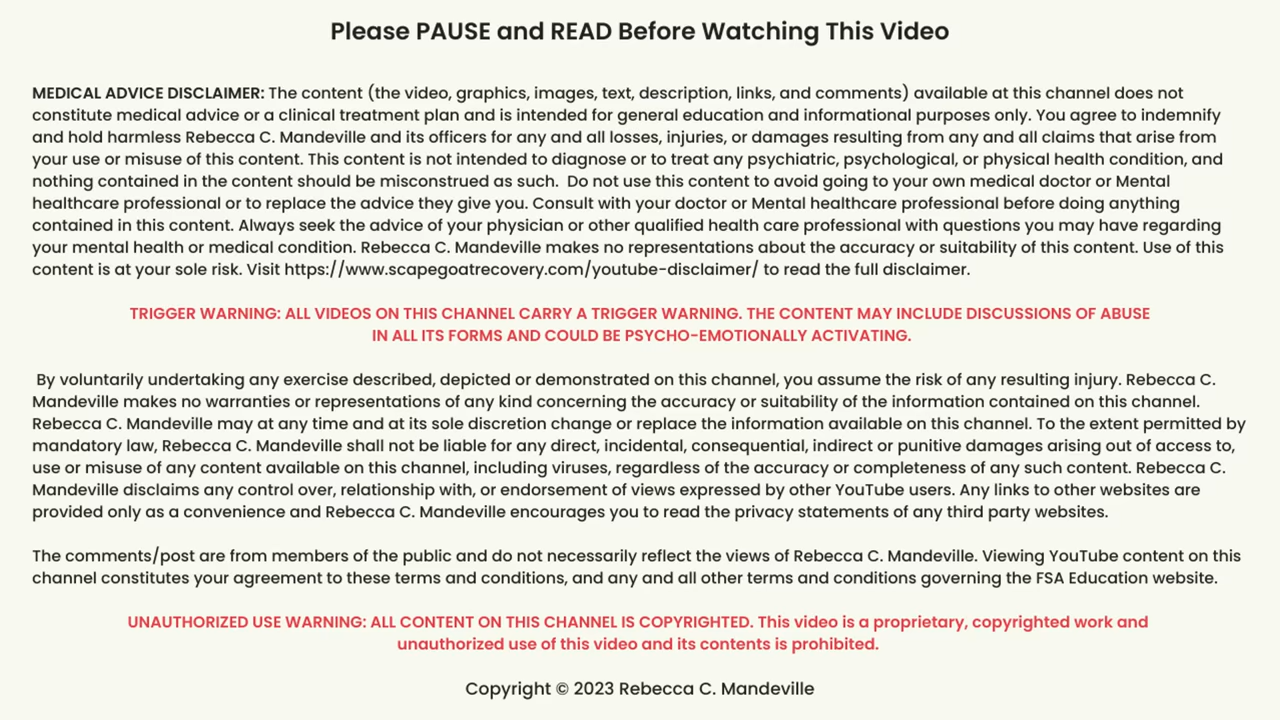 Please PAUSE and READ Before Watching This Video
MEDICAL ADVICE DISCLAIMER: The content (the video, graphics, images, text, description, links, and comments) available at this channel does not
constitute medical advice or a clinical treatment plan and is intended for general education and informational purposes only. You agree to indemnify
and hold harmless Rebecca C. Mandeville and its officers for any and all losses, injuries, or damages resulting from any and all claims that arise from
your use or misuse of this content. This content is not intended to diagnose or to treat any psychiatric, psychological, or physical health condition, and
nothing contained in the content should be misconstrued as such.  Do not use this content to avoid going to your own medical doctor or Mental
healthcare professional or to replace the advice they give you. Consult with your doctor or Mental healthcare professional before doing anything
contained in this content. Always seek the advice of your physician or other qualified health care professional with questions you may have regarding
your mental health or medical condition. Rebecca C. Mandeville makes no representations about the accuracy or suitability of this content. Use of this
content is at your sole risk. Visit https://www.scapegoatrecovery.com/youtube-disclaimer/ to read the full disclaimer.
TRIGGER WARNING: ALL VIDEOS ON THIS CHANNEL CARRY A TRIGGER WARNING. THE CONTENT MAY INCLUDE DISCUSSIONS OF ABUSE
IN ALL ITS FORMS AND COULD BE PSYCHO-EMOTIONALLY ACTIVATING.
By voluntarily undertaking any exercise described, depicted or demonstrated on this channel, you assume the risk of any resulting injury. Rebecca C.
Mandeville makes no warranties or representations of any kind concerning the accuracy or suitability of the information contained on this channel.
Rebecca C. Mandeville may at any time and at its sole discretion change or replace the information available on this channel. To the extent permitted by
mandatory law, Rebecca C. Mandeville shall not be liable for any direct, incidental, consequential, indirect or punitive damages arising out of access to,
use or misuse of any content available on this channel, including viruses, regardless of the accuracy or completeness of any such content. Rebecca C.
Mandeville disclaims any control over, relationship with, or endorsement of views expressed by other YouTube users. Any links to other websites are
provided only as a convenience and Rebecca C. Mandeville encourages you to read the privacy statements of any third party websites.
The comments/post are from members of the public and do not necessarily reflect the views of Rebecca C. Mandeville. Viewing YouTube content on this
channel constitutes your agreement to these terms and conditions, and any and all other terms and conditions governing the FSA Education website.
UNAUTHORIZED USE WARNING: ALL CONTENT ON THIS CHANNEL IS COPYRIGHTED. This video is a proprietary, copyrighted work and
unauthorized use of this video and its contents is prohibited.
Copyright © 2023 Rebecca C. Mandeville